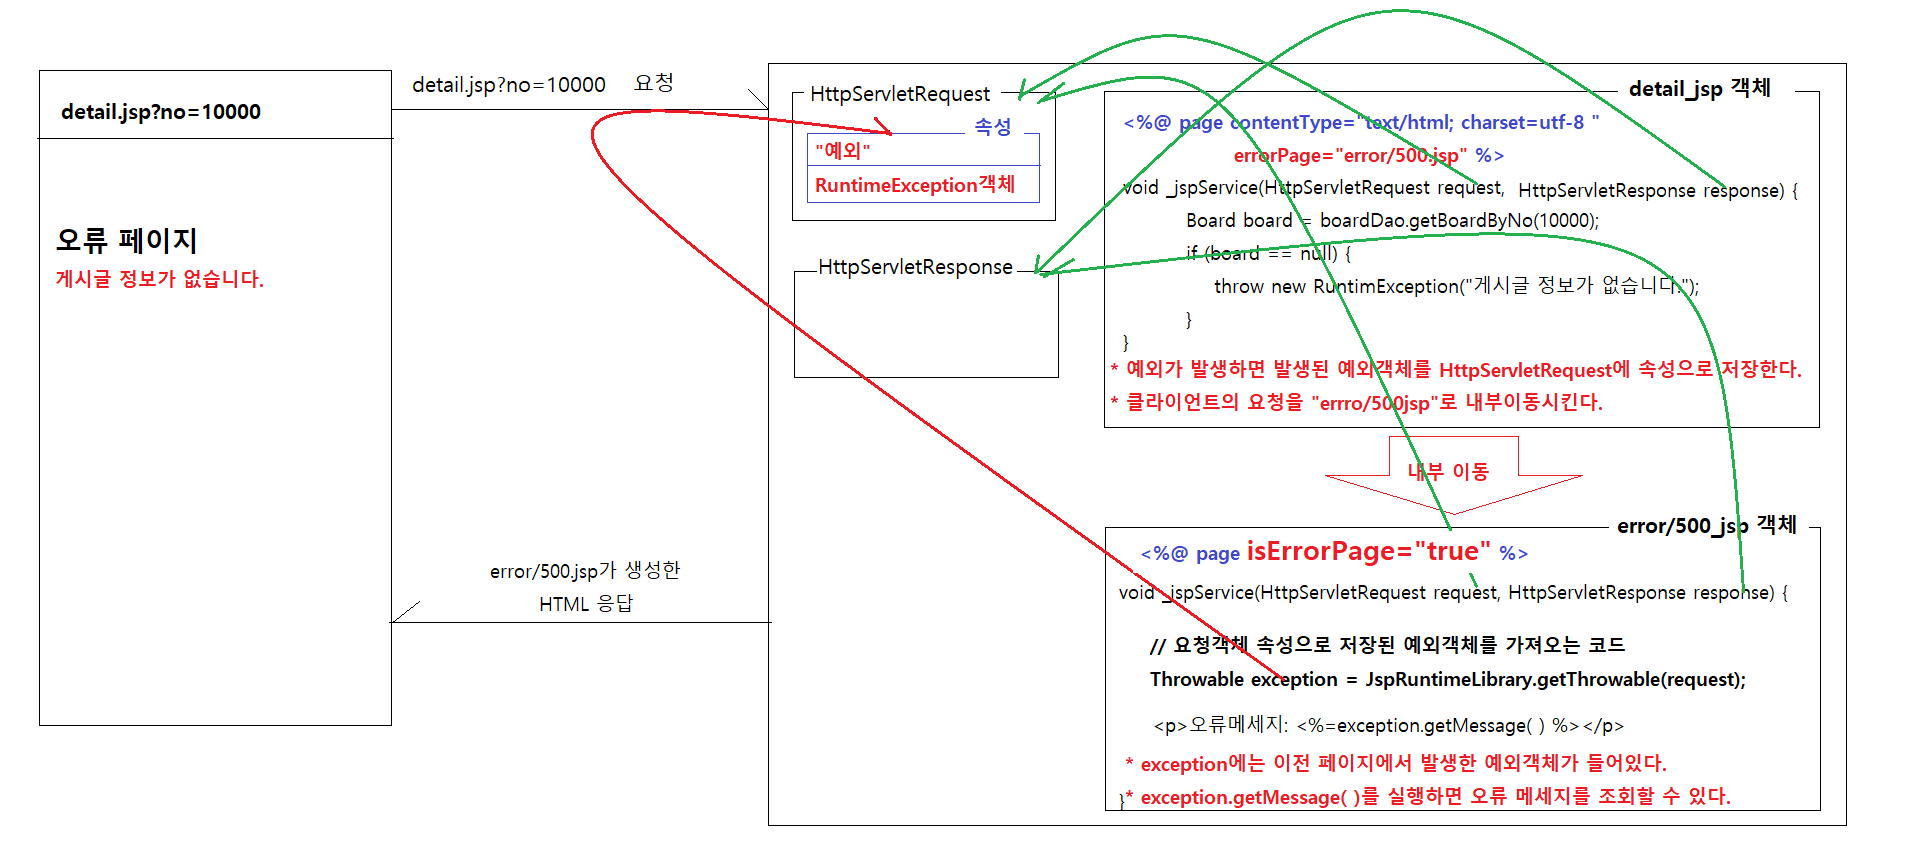 detail.jsp?no=10000
오류 페이지
게시글 정보가 없습니다.
detail.jsp?no=10000 요청
error/500.jsp가 생성한
HTML 응답
HttpServletRequest
속성
"예외"
RuntimeException객체
HttpServletResponse
detail_jsp 객체
<%@ page contentType="text/html; charset=utf-8 "
errorPage="error/500.jsp" %>
void _jspService(HttpServletRequest request, HttpServletResponse response) {
Board board = boardDao.getBoardByNo(10000);
if (board == null) {
throw new RuntimException("게시글 정보가 없습니다.");
}
}
* 예외가 발생하면 발생된 예외객체를 HttpServletRequest에 속성으로 저장한다.
* 클라이언트의 요청을 "errro/500jsp"로 내부이동시킨다.
내부 이동
error/500_jsp 객체
<%@ page isErrorPage="true" %>
void _jspService(HttpServletRequest request, HttpServletResponse response) {
// 요청객체 속성으로 저장된 예외객체를 가져오는 코드
Throwable exception = JspRuntimeLibrary.getThrowable(request);
<p>오류메세지: <%=exception.getMessage( ) %></p>
* exception에는 이전 페이지에서 발생한 예외객체가 들어있다.
}* exception.getMessage( )를 실행하면 오류 메세지를 조회할 수 있다.